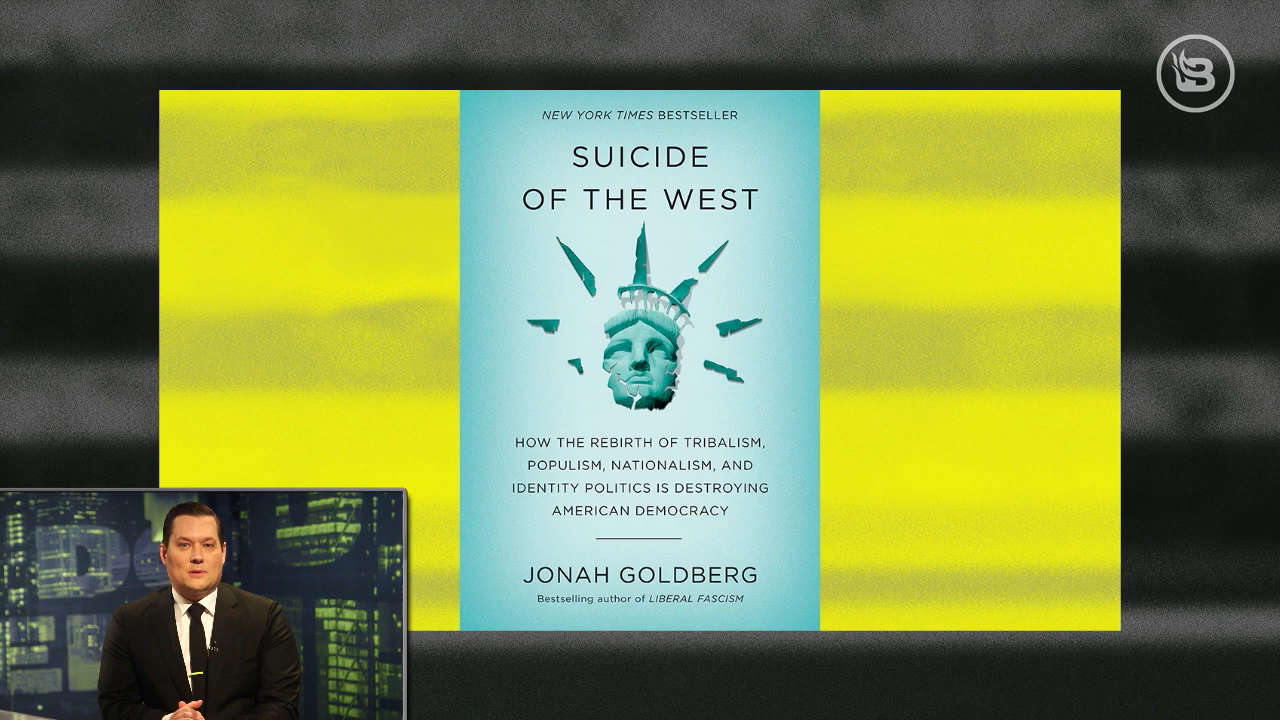 NEW YORK TIMES BESTSELLER
SUICIDE
OF THE WEST
HOW THE REBIRTH OF TRIBALISM,
POPULISM, NATIONALISM, AND
IDENTITY POLITICS IS DESTROYING
AMERICAN DEMOCRACY
JONAH GOLDBERG
Bestselling author of LIBERAL FASCISM
B